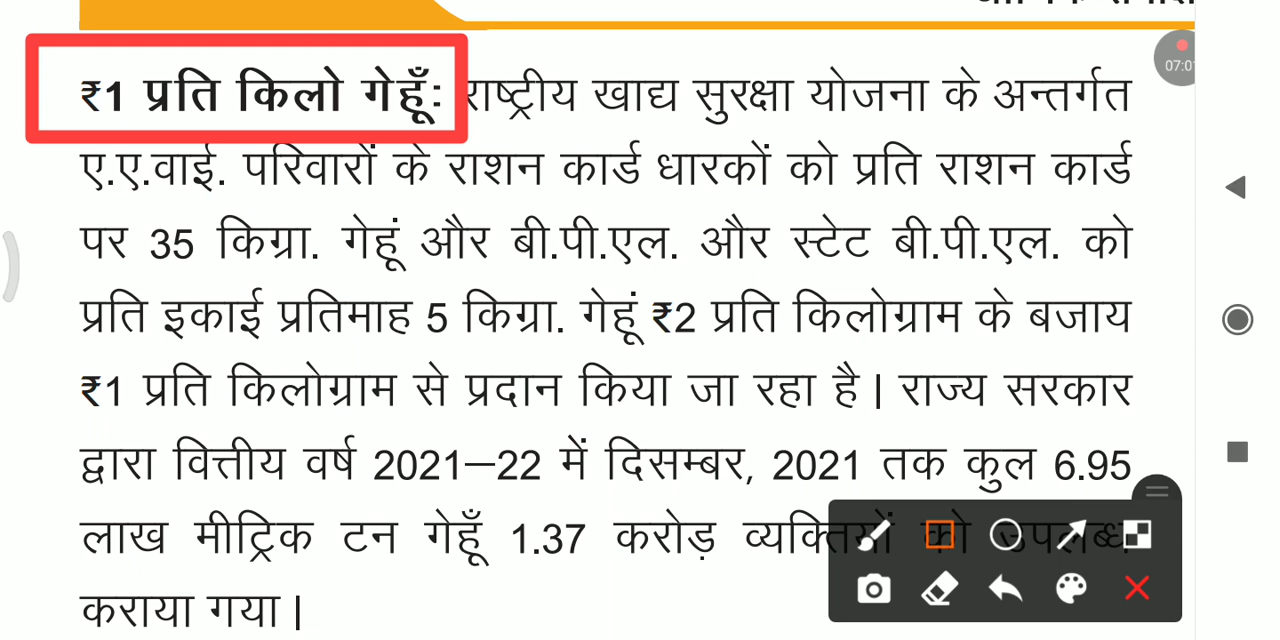 ₹1 प्रति किलो गेहूँः राष्ट्रीय खाद्य सुरक्षा योजना के अन्तर्गत
ए.ए.वाई. परिवारों के राशन कार्ड धारकों को प्रति राशन कार्ड
पर 35 किग्रा. गेहूं और बी.पी.एल. और स्टेट बी.पी.एल. को
प्रति इकाई प्रतिमाह 5 किग्रा. गेहूं ₹2 प्रति किलोग्राम के बजाय
₹1 प्रति किलोग्राम से प्रदान किया जा रहा है |  राज्य सरकार
द्वारा वित्तीय वर्ष 2021–22 में दिसम्बर, 2021 तक कुल 6.95
लाख मीट्रिक टन गेहूँ 1.37 करोड़ व्यक्तियों को उपलब्ध
कराया गया |